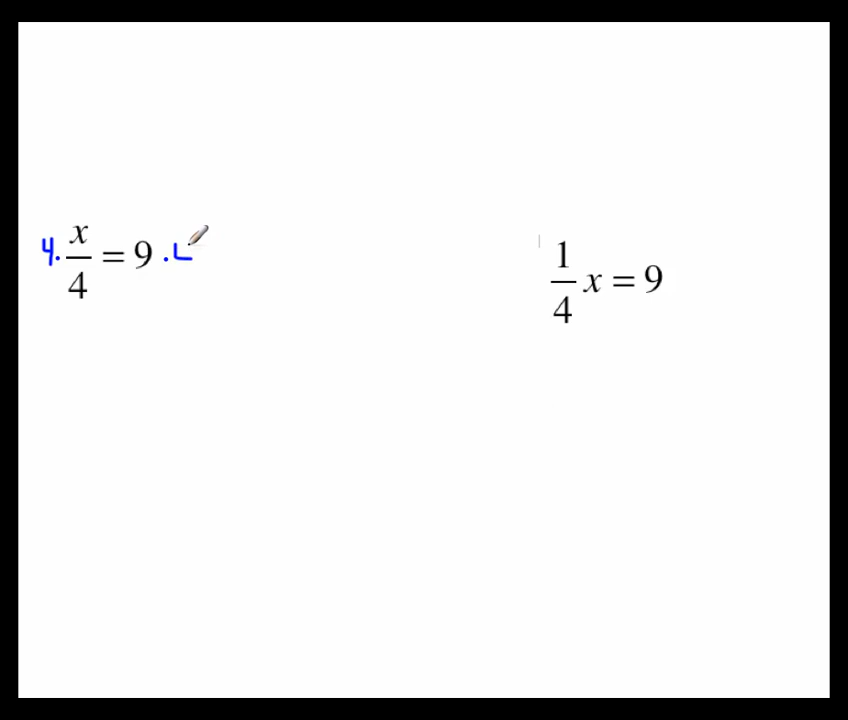 4. x/4 = 9 .
1/4 x = 9